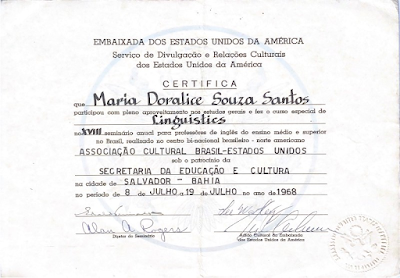 EMBAIXADA DOS ESTADOS UNIDOS DA AMÉRICA
Serviço de Divulgação e Relações Culturais
dos Estados Unidos da América
CERTIFICA
que Maria Doralice Souza Santos
participou com pleno aproveitamento nos estudos gerais e fez o curso especial de
Linguistics
no XVIII seminário anual para professôres de inglês do ensino médio e superior
no Brasil, realizado no centro bi-nacional brasileiro - norte americano
ASSOCIAÇÃO CULTURAL BRASIL-ESTADOS UNIDOS
sob o patrocínio da
SECRETARIA DA EDUCAÇÃO E CULTURA
na cidade de SALVADOR - BAHIA
no período de 8 DE JULHO A 19 DE JULHO, no ano de 1968
Alan A. Rogers
Diretor do Seminário
Adido Cultural da Embaixada
dos Estados Unidos da América